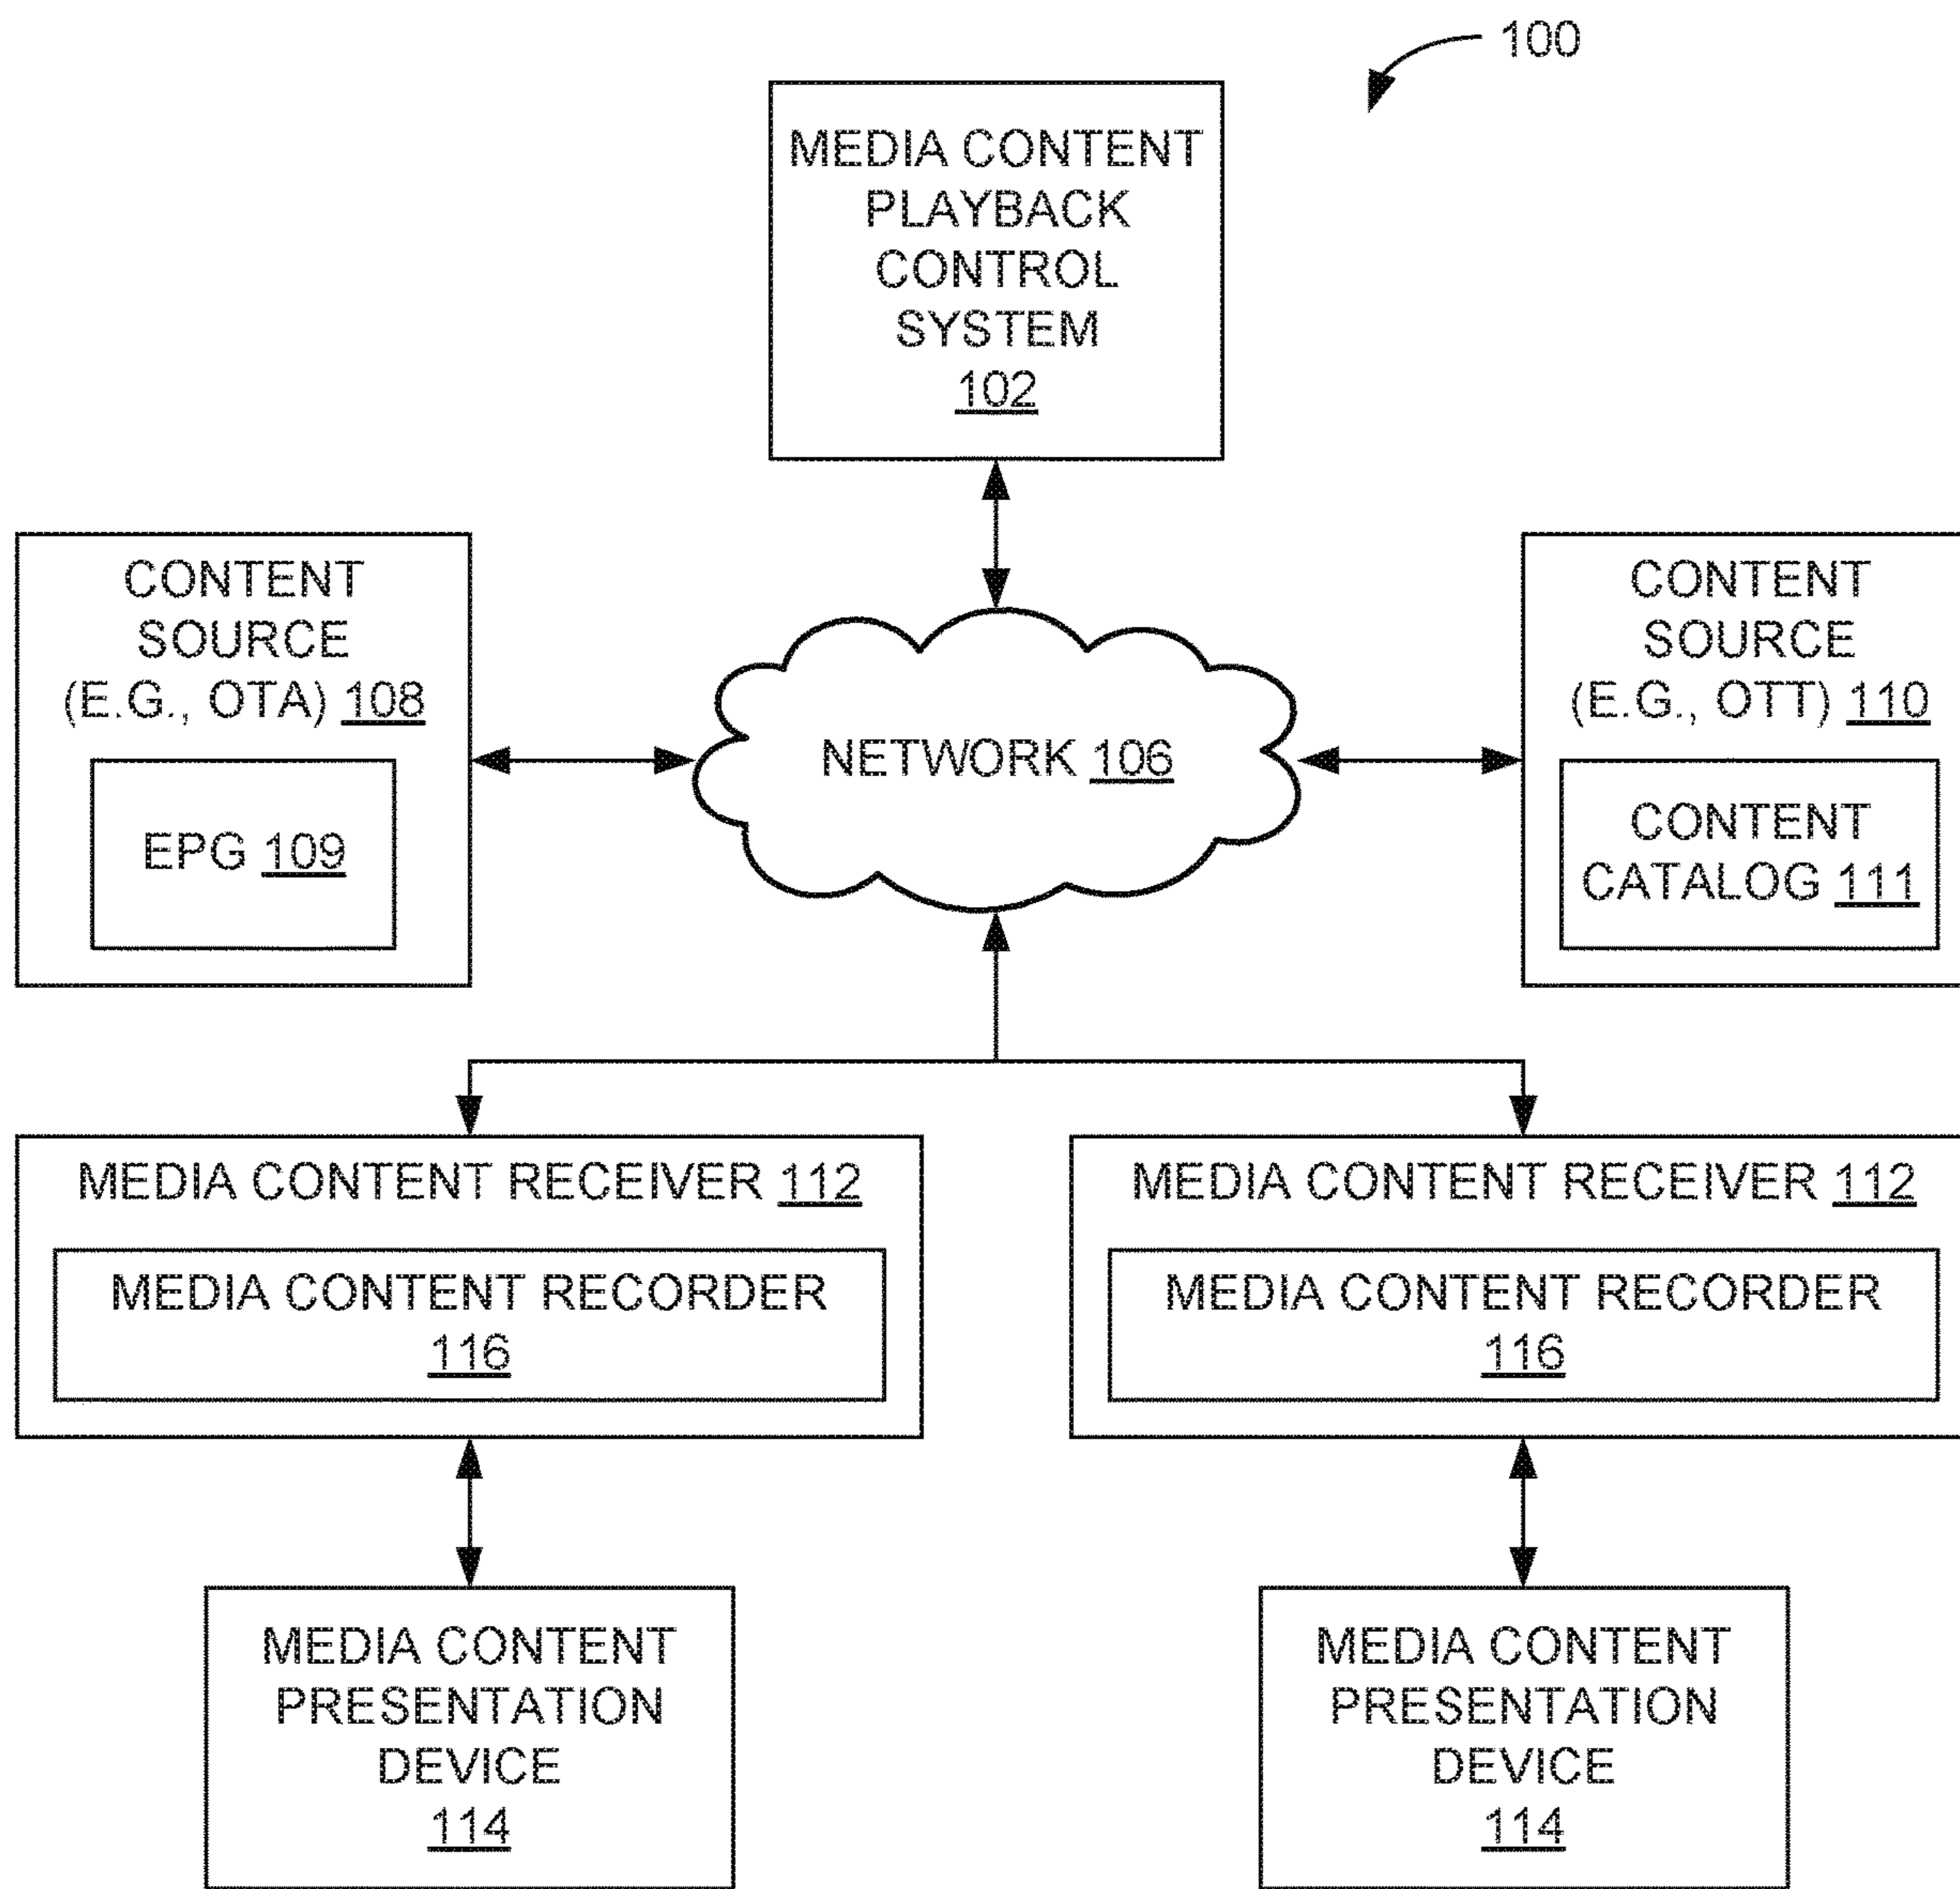 100
MEDIA CONTENT
PLAYBACK
CONTROL
SYSTEM
102
CONTENT
SOURCE
(E.G., OTA) 108
EPG 109
NETWORK 106
CONTENT
SOURCE
(E.G., OTT) 110
CONTENT
CATALOG 111
MEDIA CONTENT RECEIVER 112
MEDIA CONTENT RECORDER
116
MEDIA CONTENT RECEIVER 112
MEDIA CONTENT RECORDER
116
MEDIA CONTENT
PRESENTATION
DEVICE
114
MEDIA CONTENT
PRESENTATION
DEVICE
114